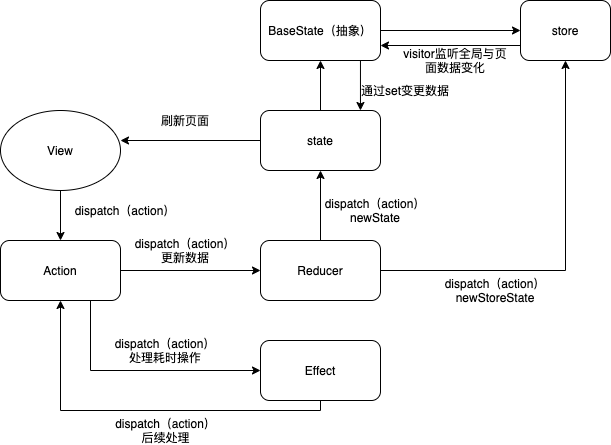 BaseState（抽象）
store
visitor监听全局与页
面数据变化
通过set变更数据
刷新页面
View
state
dispatch（action）
dispatch（action）
newState
dispatch（action）
更新数据
Action
Reducer
dispatch（action）
newStoreState
dispatch（action）
处理耗时操作
Effect
dispatch（action）
后续处理